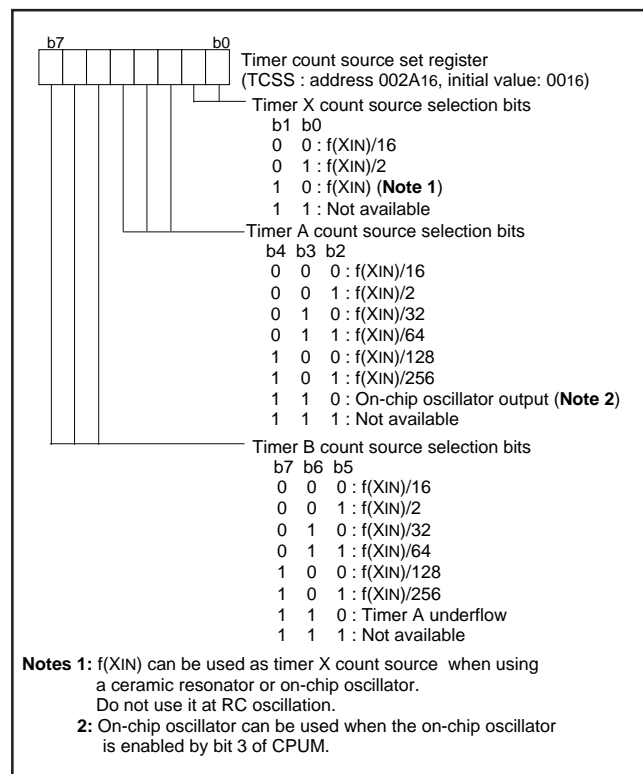 b7 b0
Timer count source set register
(TCSS : address 002A16, initial value: 0016)
Timer X count source selection bits
b1 b0
0 0 : f(XIN)/16
0 1 : f(XIN)/2
1 0 : f(XIN) (Note 1)
1 1 : Not available
Timer A count source selection bits
b4 b3 b2
0 0 0 : f(XIN)/16
0 0 1 : f(XIN)/2
0 1 0 : f(XIN)/32
0 1 1 : f(XIN)/64
1 0 0 : f(XIN)/128
1 0 1 : f(XIN)/256
1 1 0 : On-chip oscillator output (Note 2)
1 1 1 : Not available
Timer B count source selection bits
b7 b6 b5
0 0 0 : f(XIN)/16
0 0 1 : f(XIN)/2
0 1 0 : f(XIN)/32
0 1 1 : f(XIN)/64
1 0 0 : f(XIN)/128
1 0 1 : f(XIN)/256
1 1 0 : Timer A underflow
1 1 1 : Not available
Notes 1: f(XIN) can be used as timer X count source when using
a ceramic resonator or on-chip oscillator.
Do not use it at RC oscillation.
2: On-chip oscillator can be used when the on-chip oscillator
is enabled by bit 3 of CPUM.